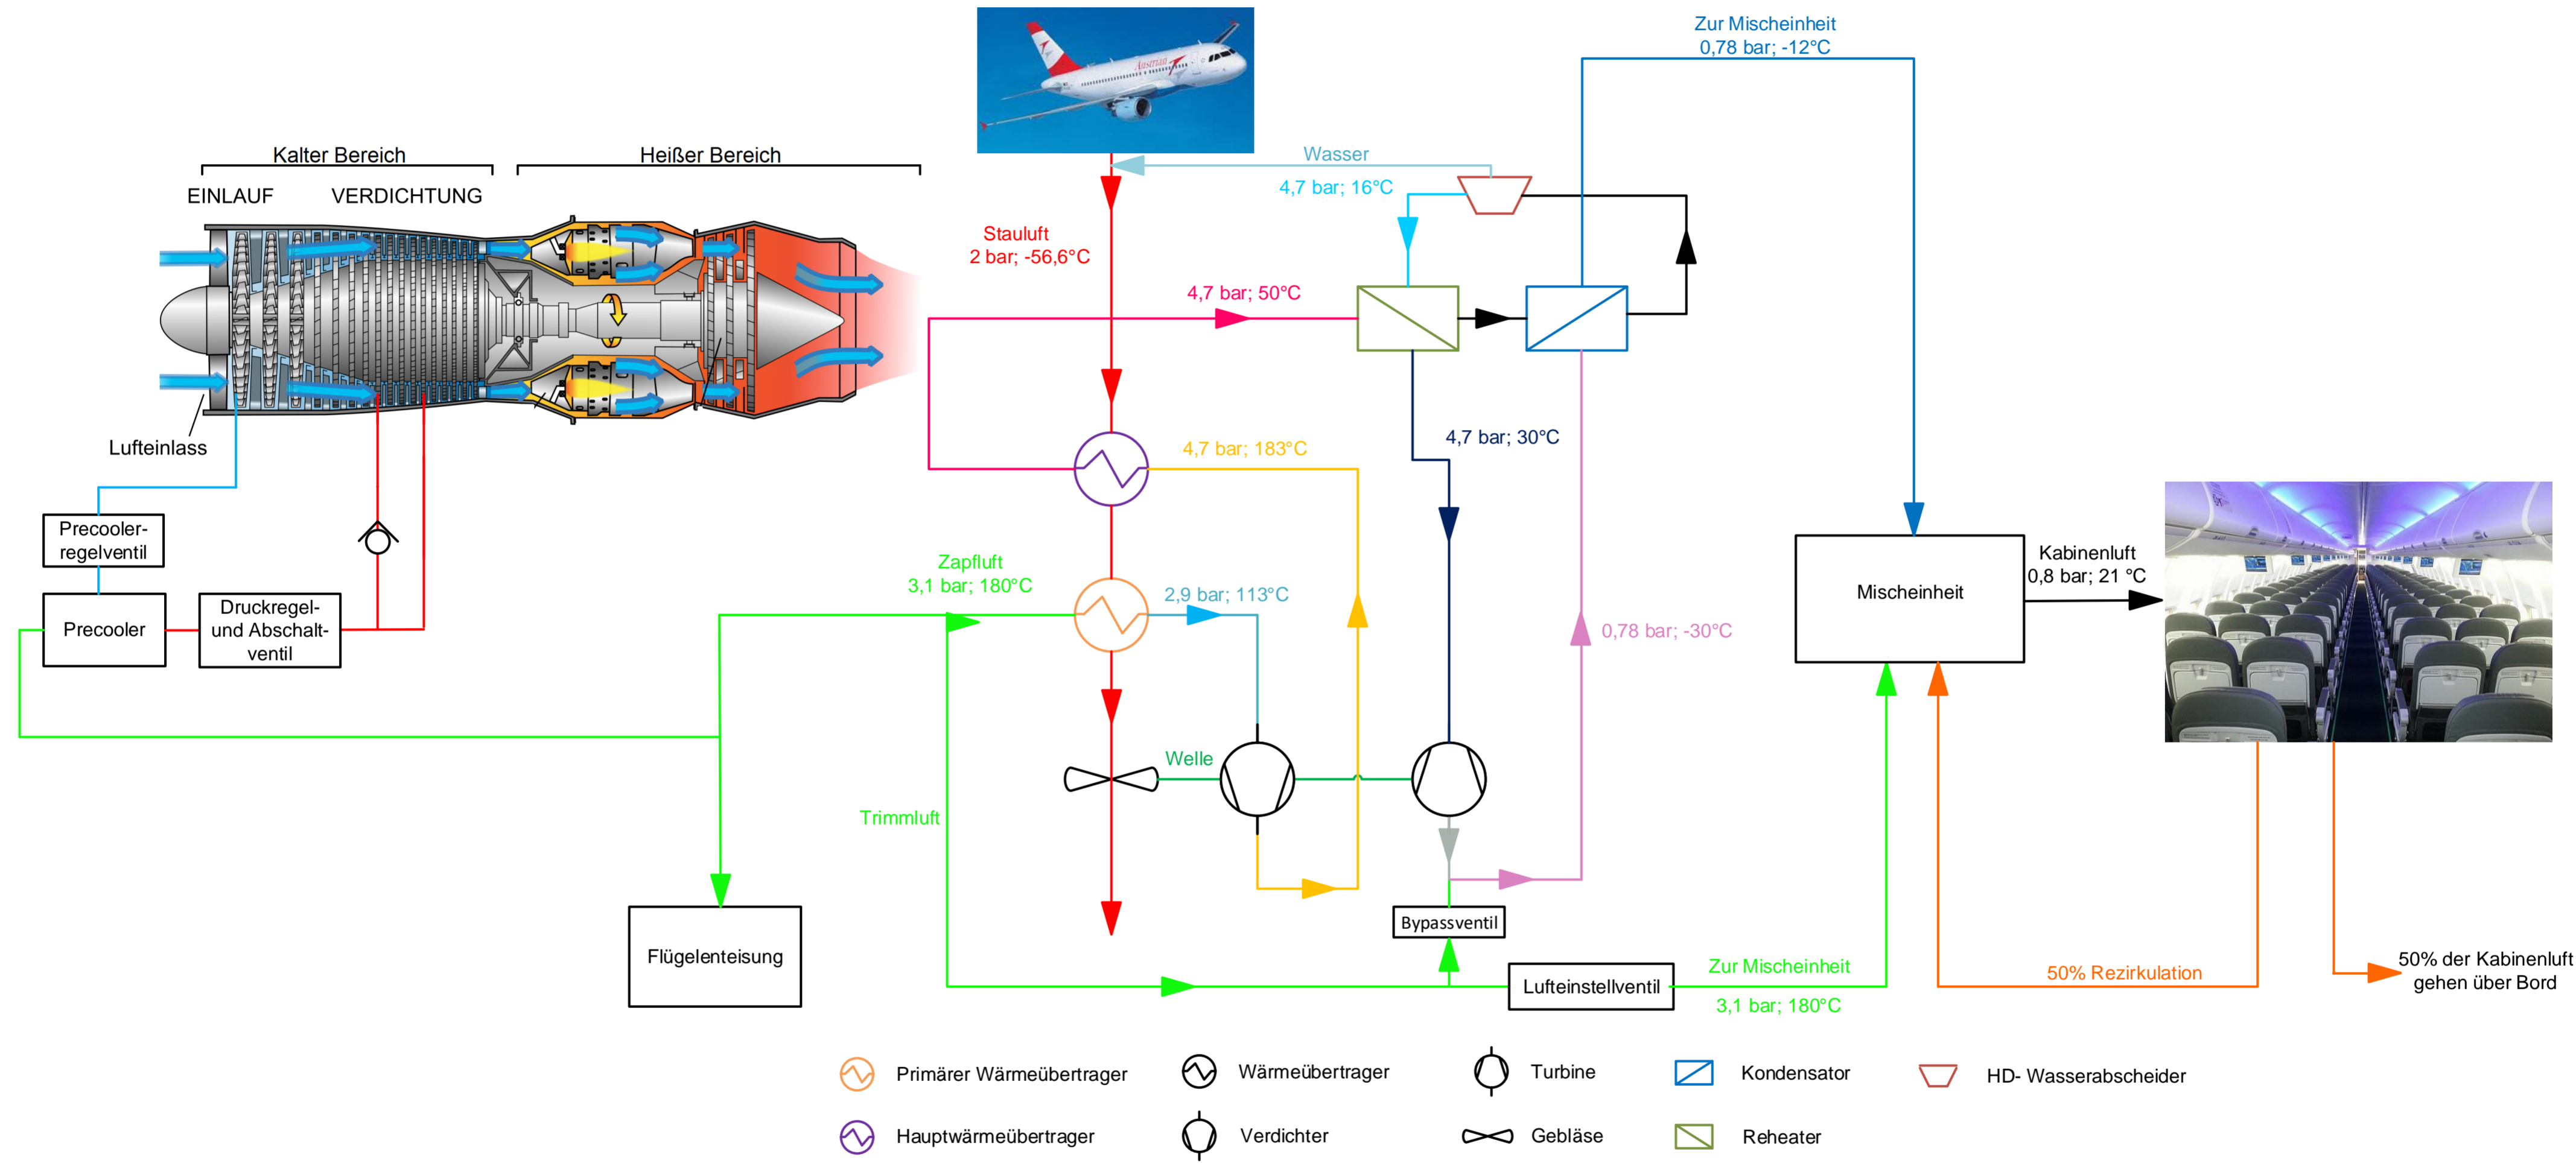 Kalter Bereich
Heißer Bereich
EINLAUF
VERDICHTUNG
Lufteinlass
Precooler-
regelventil
Precooler
Druckregel-
und Abschalt-
ventil
Flügelenteisung
Austrian
Stauluft
2 bar; -56,6°C
Wasser
4,7 bar; 16°C
Zur Mischeinheit
0,78 bar; -12°C
4,7 bar; 50°C
4,7 bar; 183°C
4,7 bar; 30°C
Zapfluft
3,1 bar; 180°C
2,9 bar; 113°C
0,78 bar; -30°C
Welle
Trimmluft
Bypassventil
Lufteinstellventil
Zur Mischeinheit
3,1 bar; 180°C
Mischeinheit
Kabinenluft
0,8 bar; 21 °C
50% Rezirkulation
50% der Kabinenluft
gehen über Bord
Primärer Wärmeübertrager
Wärmeübertrager
Turbine
Kondensator
HD- Wasserabscheider
Hauptwärmeübertrager
Verdichter
Gebläse
Reheater